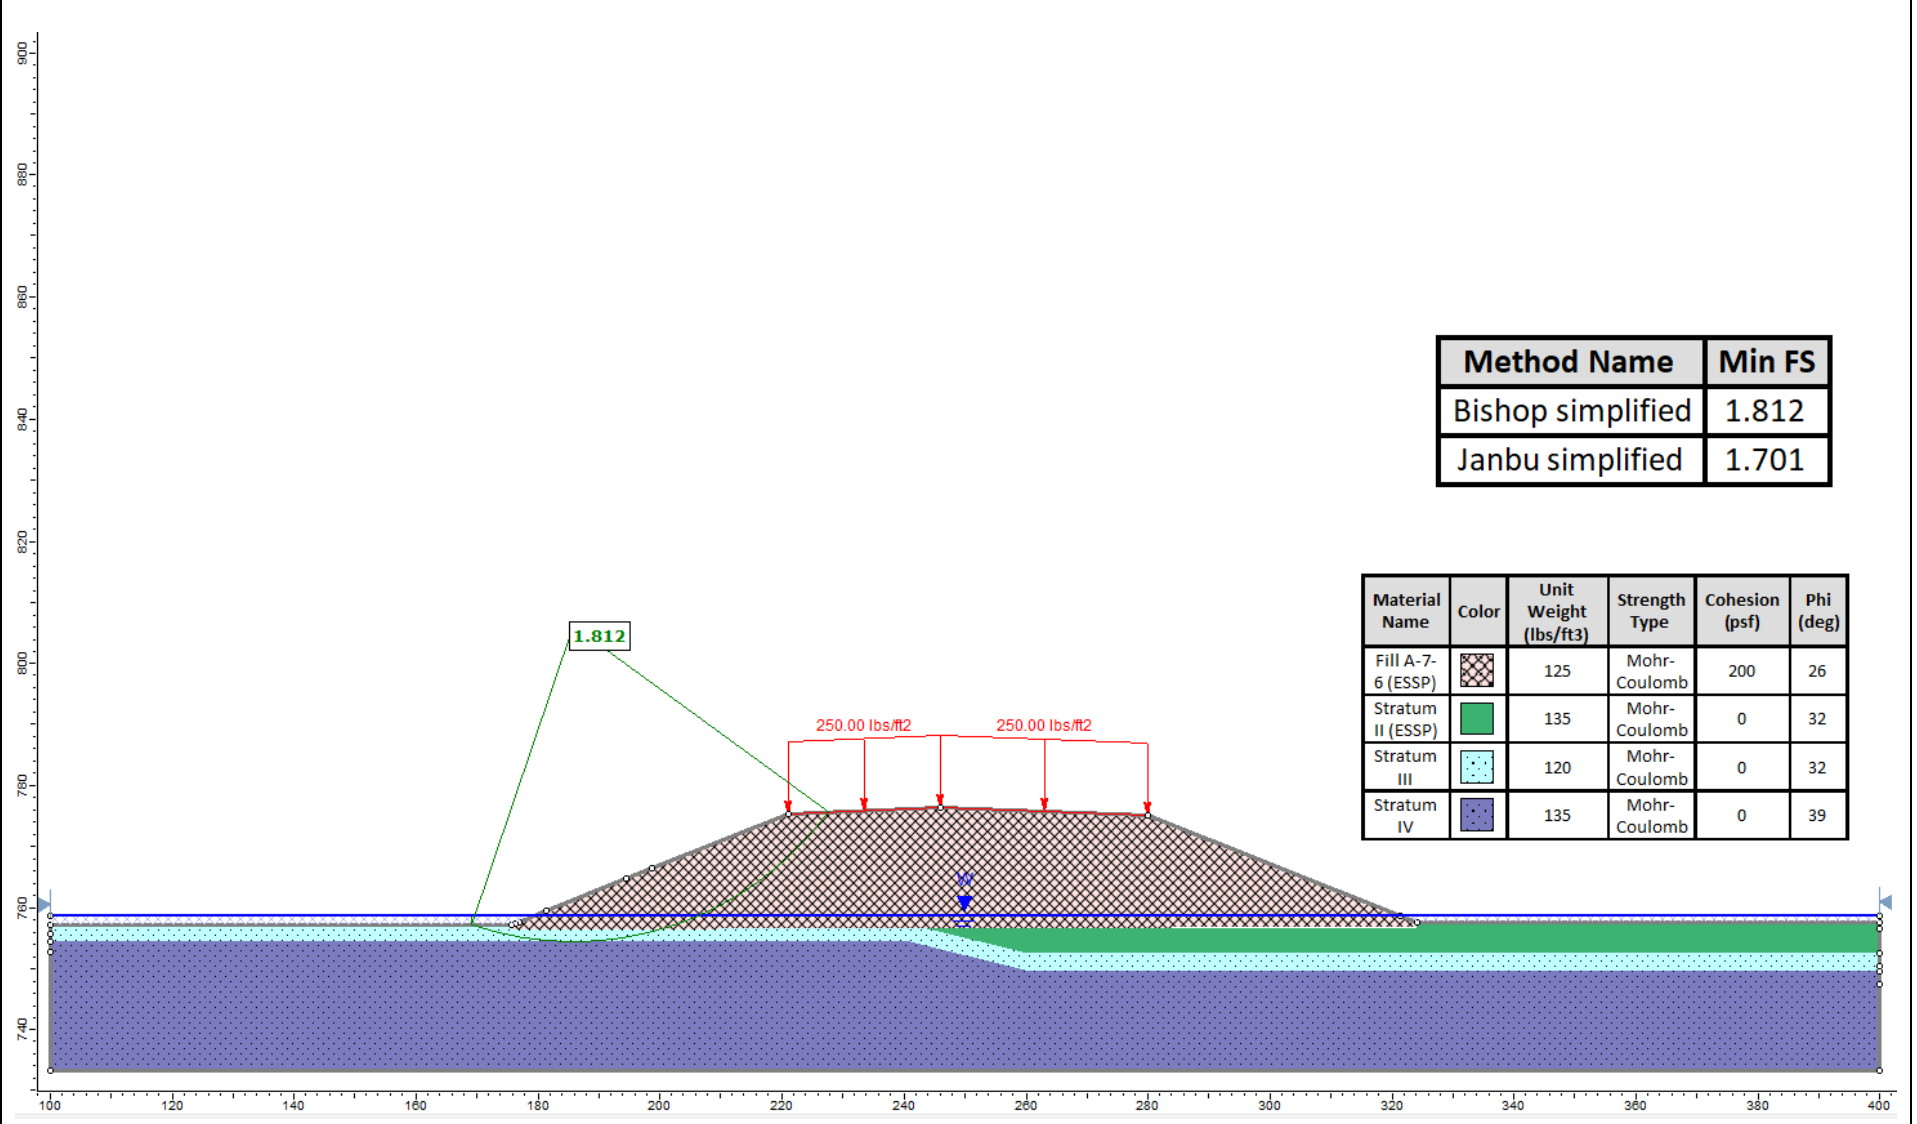 900
880
860
840
820
800
780
760
740
Method Name Min FS
Bishop simplified 1.812
Janbu simplified 1.701
Material Name Color Unit Weight (lbs/ft3) Strength Type Cohesion (psf) Phi (deg)
Fill A-7-6 (ESSP) 125 Mohr-Coulomb 200 26
Stratum II (ESSP) 135 Mohr-Coulomb 0 32
Stratum III 120 Mohr-Coulomb 0 32
Stratum IV 135 Mohr-Coulomb 0 39
1.812
250.00 lbs/ft2 250.00 lbs/ft2
W
100 120 140 160 180 200 220 240 260 280 300 320 340 360 380 400